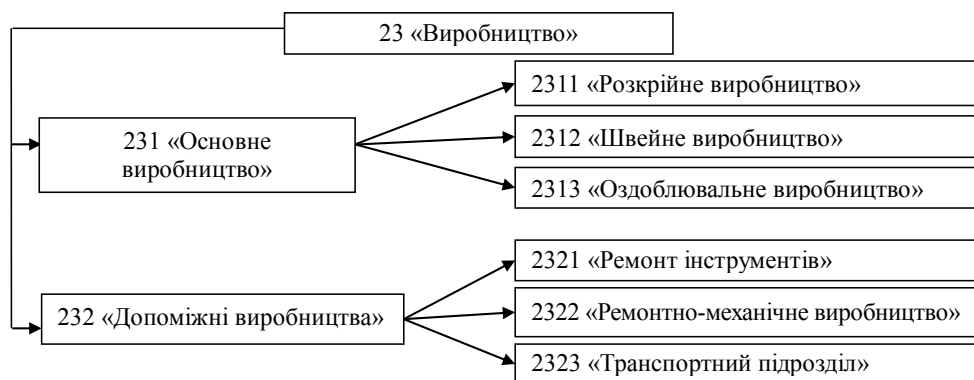 23 «Виробництво»
231 «Основне
виробництво»
2311 «Розкрійне виробництво»
2312 «Швейне виробництво»
2313 «Оздоблювальне виробництво»
232 «Допоміжні виробництва»
2321 «Ремонт інструментів»
2322 «Ремонтно-механічне виробництво»
2323 «Транспортний підрозділ»